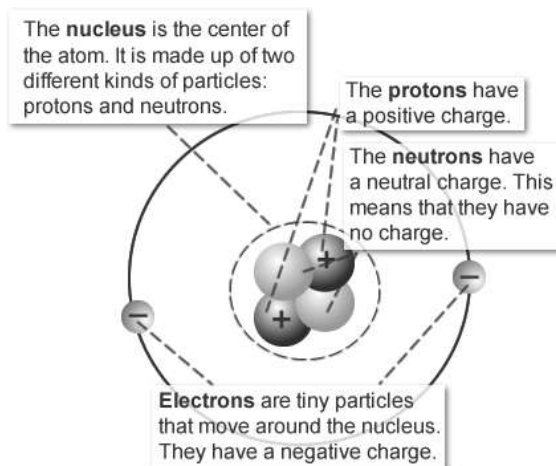 The nucleus is the center of
the atom. It is made up of two
different kinds of particles:
protons and neutrons.
The protons have
a positive charge.
The neutrons have
a neutral charge. This
means that they have
no charge.
+
−
−
+
Electrons are tiny particles
that move around the nucleus.
They have a negative charge.